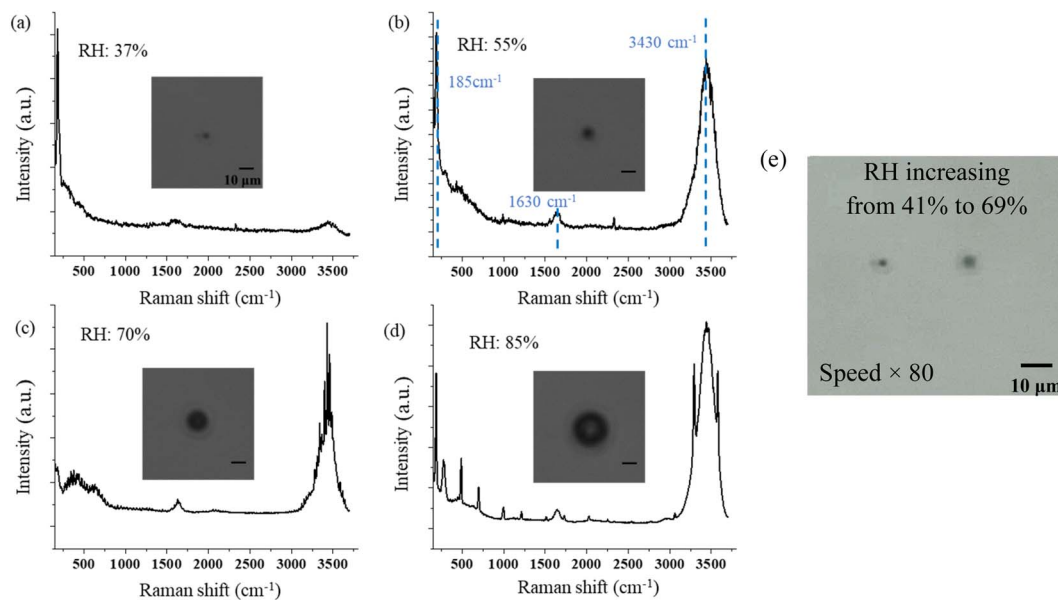 (a)
RH: 37%
10 μm
Intensity (a.u.)
500 1000 1500 2000 2500 3000 3500
Raman shift (cm⁻¹)
(b)
RH: 55%
185cm⁻¹
3430 cm⁻¹
1630 cm⁻¹
Intensity (a.u.)
500 1000 1500 2000 2500 3000 3500
Raman shift (cm⁻¹)
(c)
RH: 70%
Intensity (a.u.)
500 1000 1500 2000 2500 3000 3500
Raman shift (cm⁻¹)
(d)
RH: 85%
Intensity (a.u.)
500 1000 1500 2000 2500 3000 3500
Raman shift (cm⁻¹)
(e)
RH increasing
from 41% to 69%
Speed × 80
10 μm